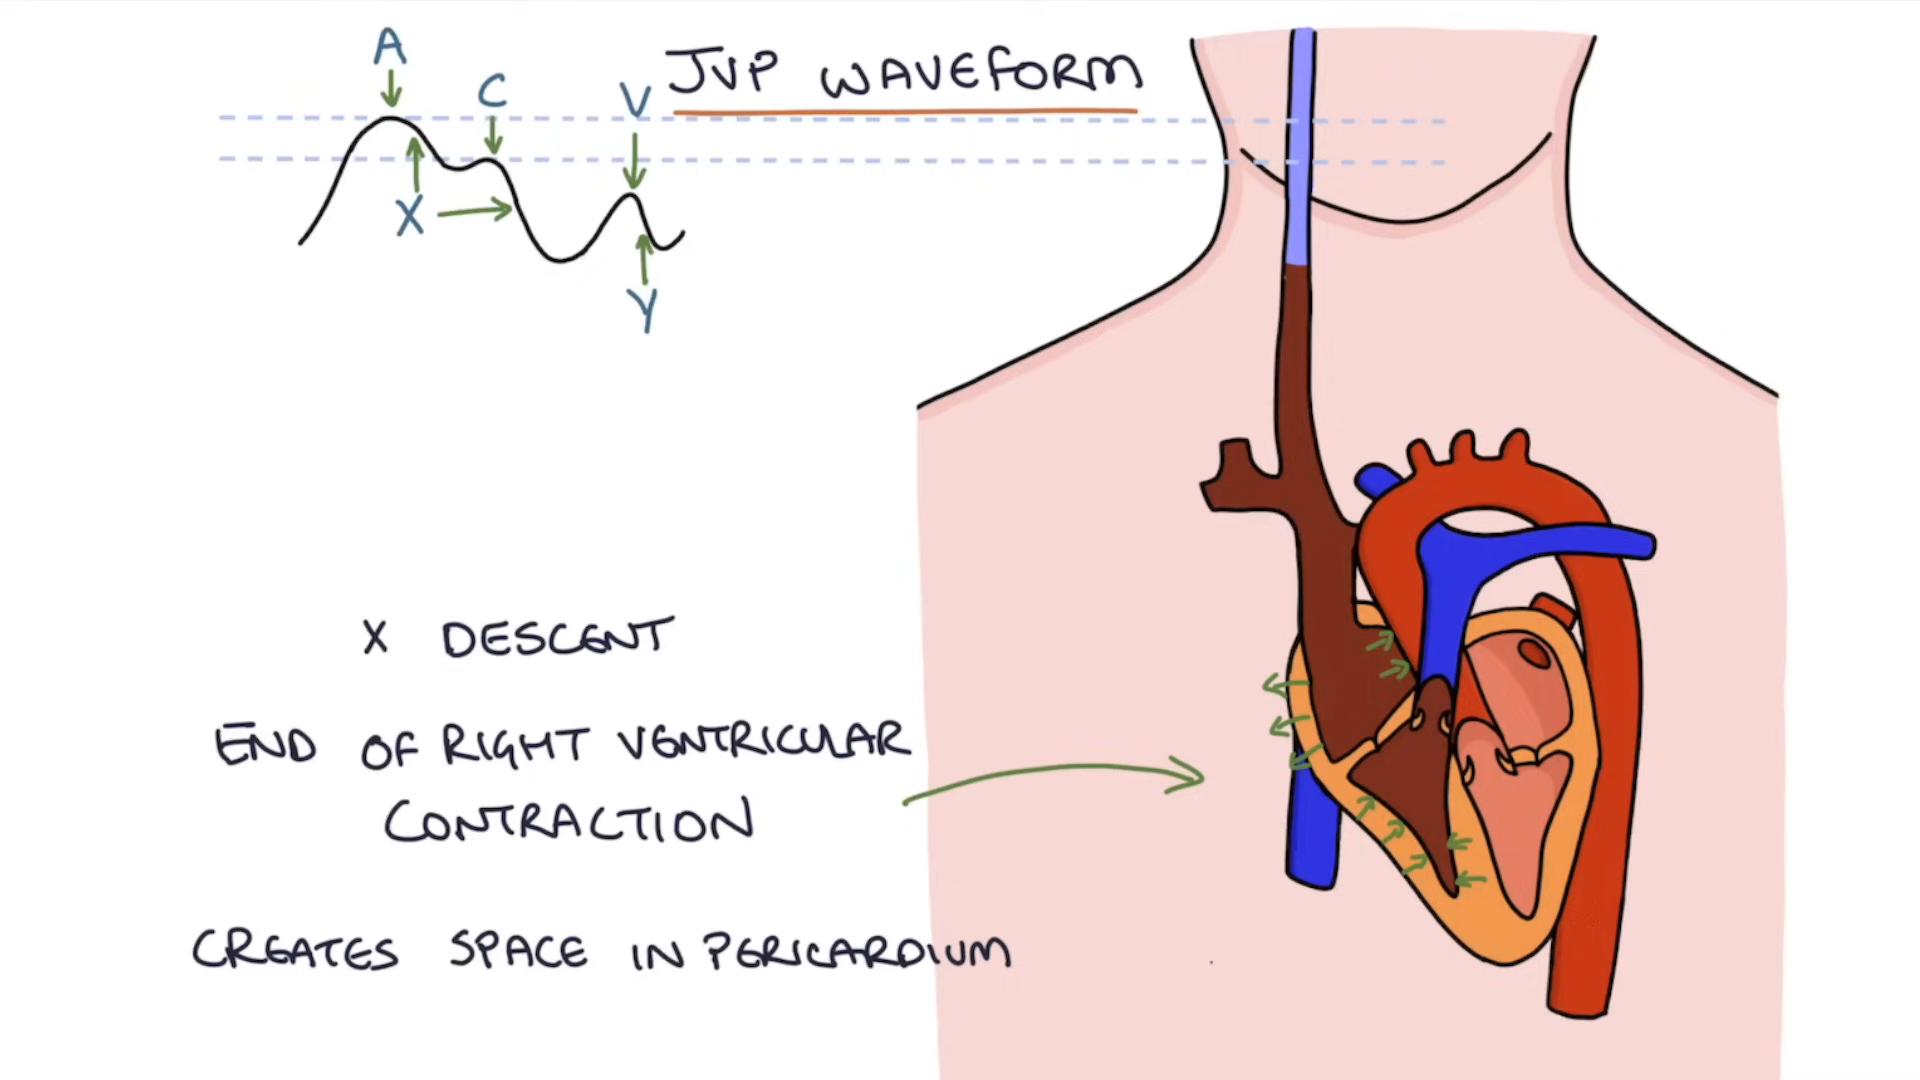 A
C
V
JVP WAVEFORM
X
Y
X DESCENT
END OF RIGHT VENTRICULAR
CONTRACTION
CREATES SPACE IN PERICARDIUM